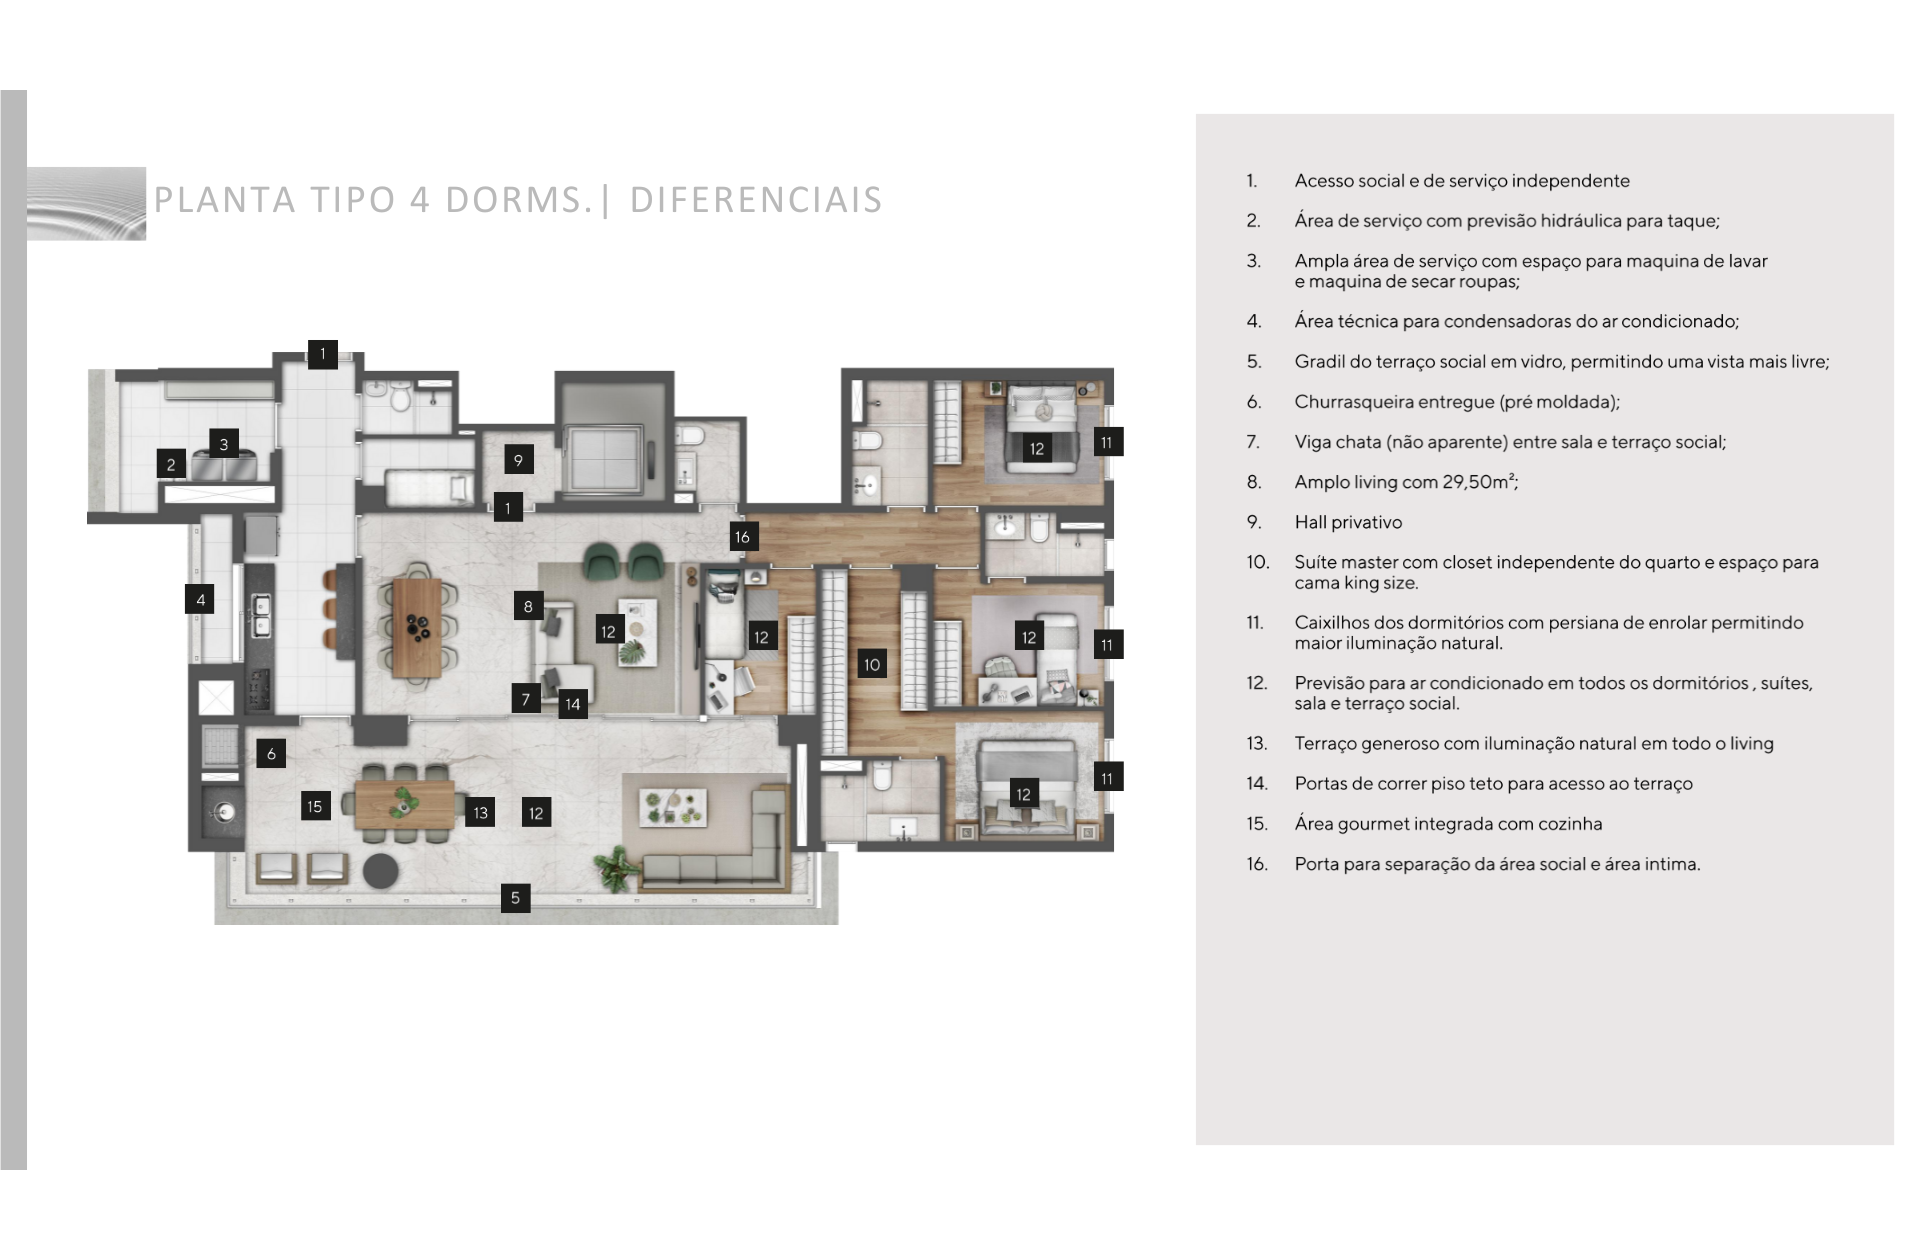 PLANTA TIPO 4 DORMS.| DIFERENCIAIS
1. Acesso social e de serviço independente
2. Área de serviço com previsão hidráulica para taque;
3. Ampla área de serviço com espaço para maquina de lavar
e maquina de secar roupas;
4. Área técnica para condensadoras do ar condicionado;
5. Gradil do terraço social em vidro, permitindo uma vista mais livre;
6. Churrasqueira entregue (pré moldada);
7. Viga chata (não aparente) entre sala e terraço social;
8. Amplo living com 29,50m²;
9. Hall privativo
10. Suíte master com closet independente do quarto e espaço para
cama king size.
11. Caixilhos dos dormitórios com persiana de enrolar permitindo
maior iluminação natural.
12. Previsão para ar condicionado em todos os dormitórios , suítes,
sala e terraço social.
13. Terraço generoso com iluminação natural em todo o living
14. Portas de correr piso teto para acesso ao terraço
15. Área gourmet integrada com cozinha
16. Porta para separação da área social e área intima.
1
3
2
9
12
11
1
16
4
8
12
12
12
11
10
7
14
6
11
12
15
13
12
5